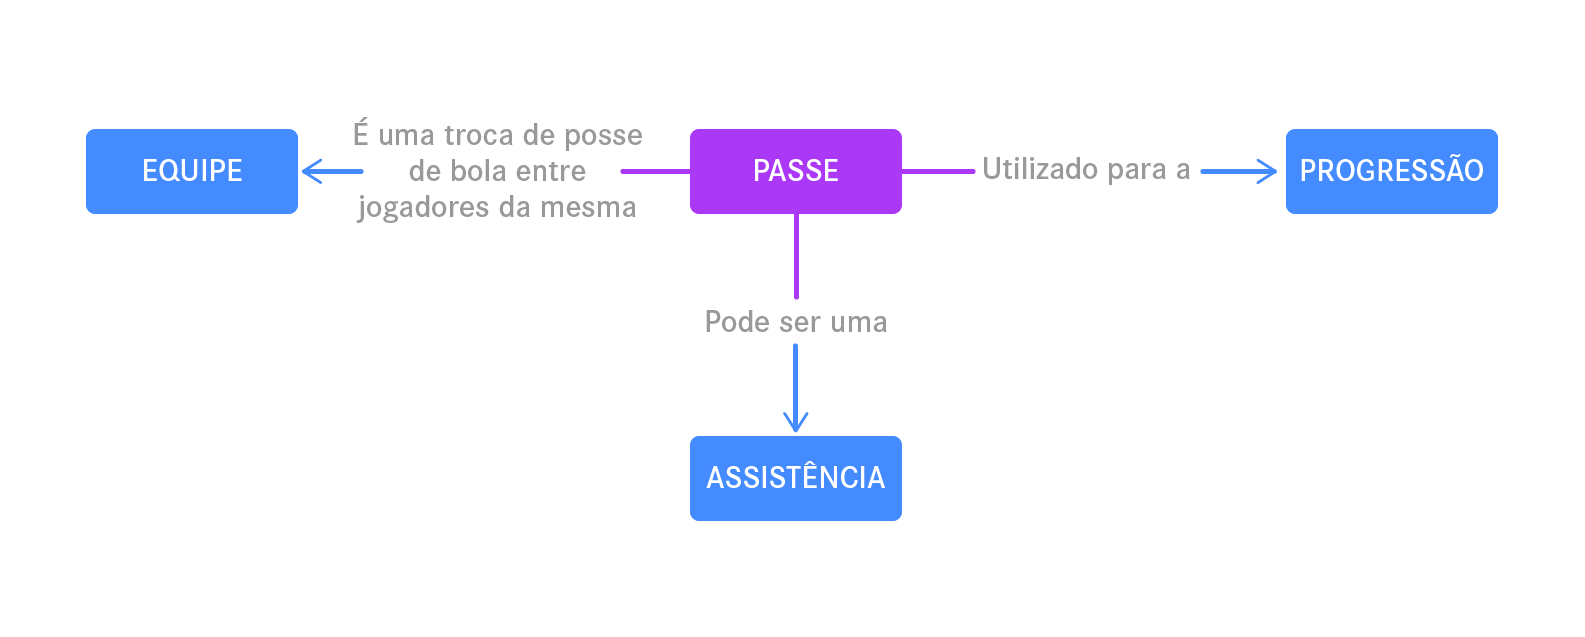 EQUIPE
É uma troca de posse
de bola entre
jogadores da mesma
PASSE
Utilizado para a
PROGRESSÃO
Pode ser uma
ASSISTÊNCIA